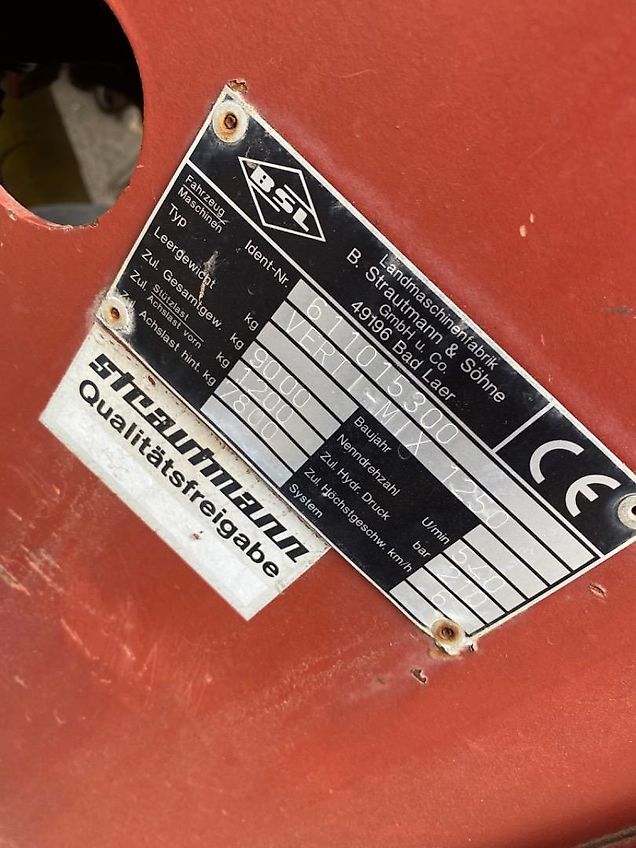 BSL
Landmaschinenfabrik
B. Strautmann & Söhne
GmbH u. Co.
49196 Bad Laer
CE
Fahrzeug/
Maschinen Ident-Nr. 611015300
Typ VERTI-MIX 1250
Leergewicht kg
Zul. Gesamtgew. kg 9000
Zul. Stützlast
Achslast vorn kg 1200
Zul. Achslast hint. kg 7800
Baujahr
Nenndrehzahl U/min 540
Zul. Hydr. Druck bar 210
Zul. Höchstgeschw. km/h
System
strautmann
Qualitätsfreigabe